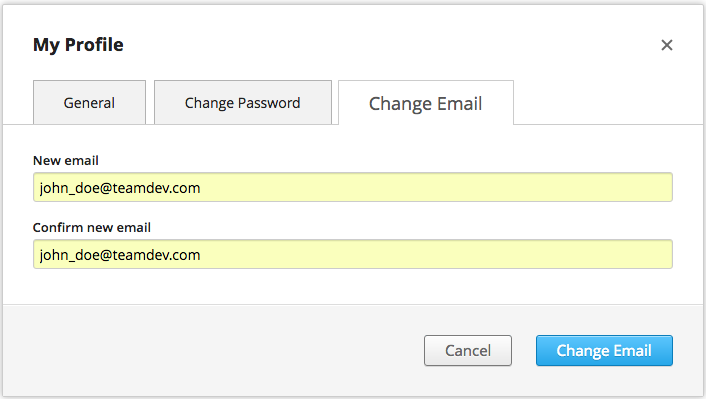 My Profile
General Change Password Change Email
New email
john_doe@teamdev.com
Confirm new email
john_doe@teamdev.com
Cancel Change Email